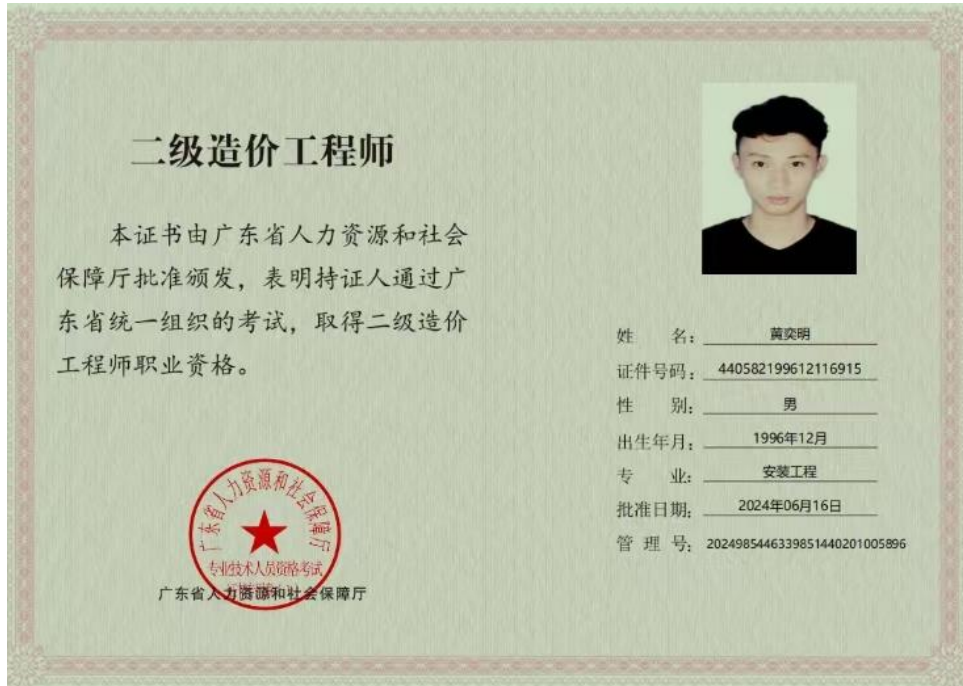 二级造价工程师
本证书由广东省人力资源和社会
保障厅批准颁发，表明持证人通过广
东省统一组织的考试，取得二级造价
工程师职业资格。
广东省人力资源和社会保障厅
专业技术人员资格考试
广东省人力资源和社会保障厅
姓 名：黄奕明
证件号码：440582199612116915
性 别：男
出生年月：1996年12月
专 业：安装工程
批准日期：2024年06月16日
管 理 号：2024985446339851440201005896